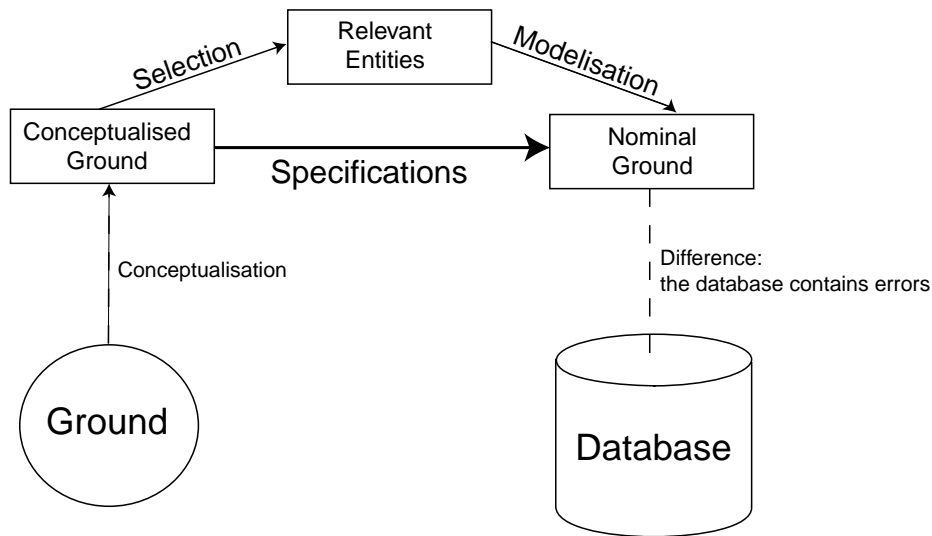 Relevant
Entities
Selection
Modelisation
Conceptualised
Ground
Nominal
Ground
Specifications
Conceptualisation
Difference:
the database contains errors
Ground
Database